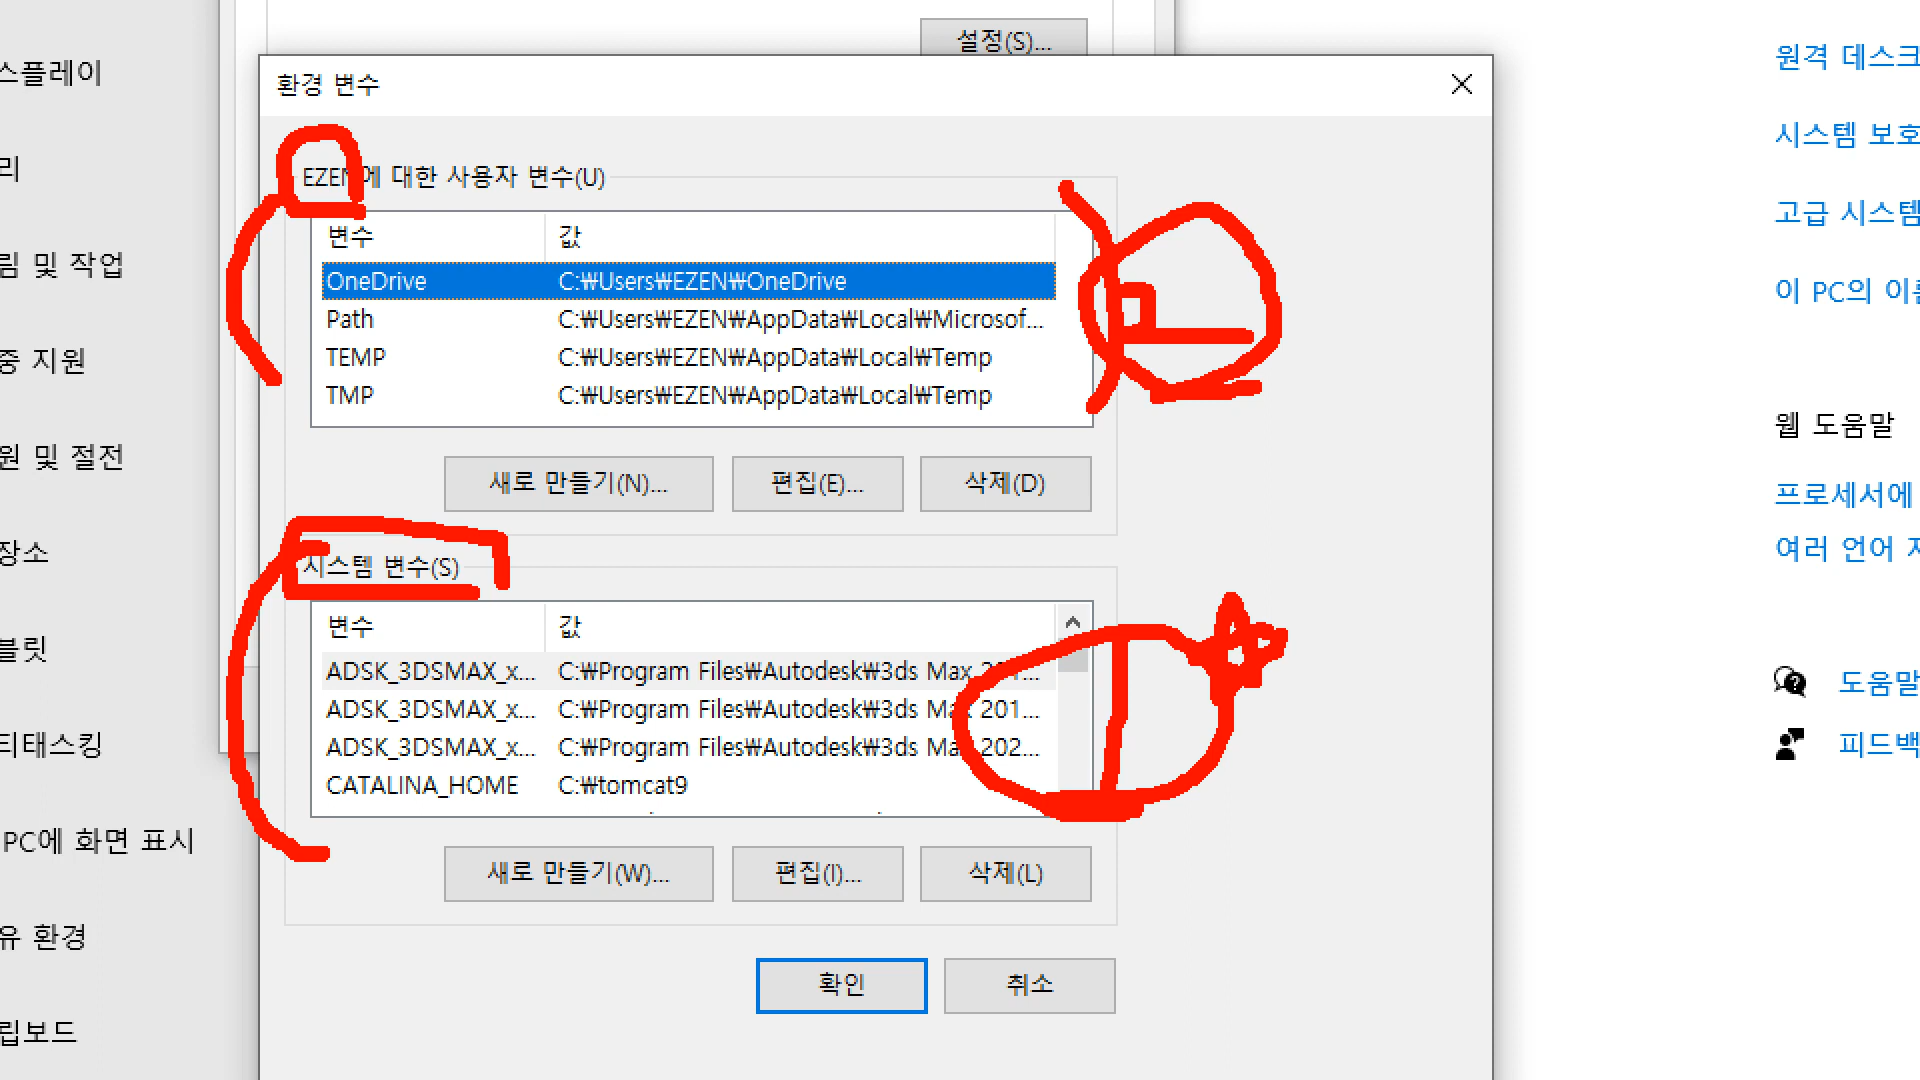 설정(S)...
환경 변수
EZEN에 대한 사용자 변수(U)
변수 값
OneDrive C:\Users\EZEN\OneDrive
Path C:\Users\EZEN\AppData\Local\Microsof...
TEMP C:\Users\EZEN\AppData\Local\Temp
TMP C:\Users\EZEN\AppData\Local\Temp
새로 만들기(N)... 편집(E)... 삭제(D)
시스템 변수(S)
변수 값
ADSK_3DSMAX_x... C:\Program Files\Autodesk\3ds Max
ADSK_3DSMAX_x... C:\Program Files\Autodesk\3ds Max 201...
ADSK_3DSMAX_x... C:\Program Files\Autodesk\3ds Max 202...
CATALINA_HOME C:\tomcat9
새로 만들기(W)... 편집(I)... 삭제(L)
확인 취소
스플레이
리
림 및 작업
중 지원
원 및 절전
장소
블릿
티태스킹
PC에 화면 표시
유 환경
립보드
원격 데스크
시스템 보호
고급 시스템
이 PC의 이름
웹 도움말
프로세서에
여러 언어
도움말
피드백